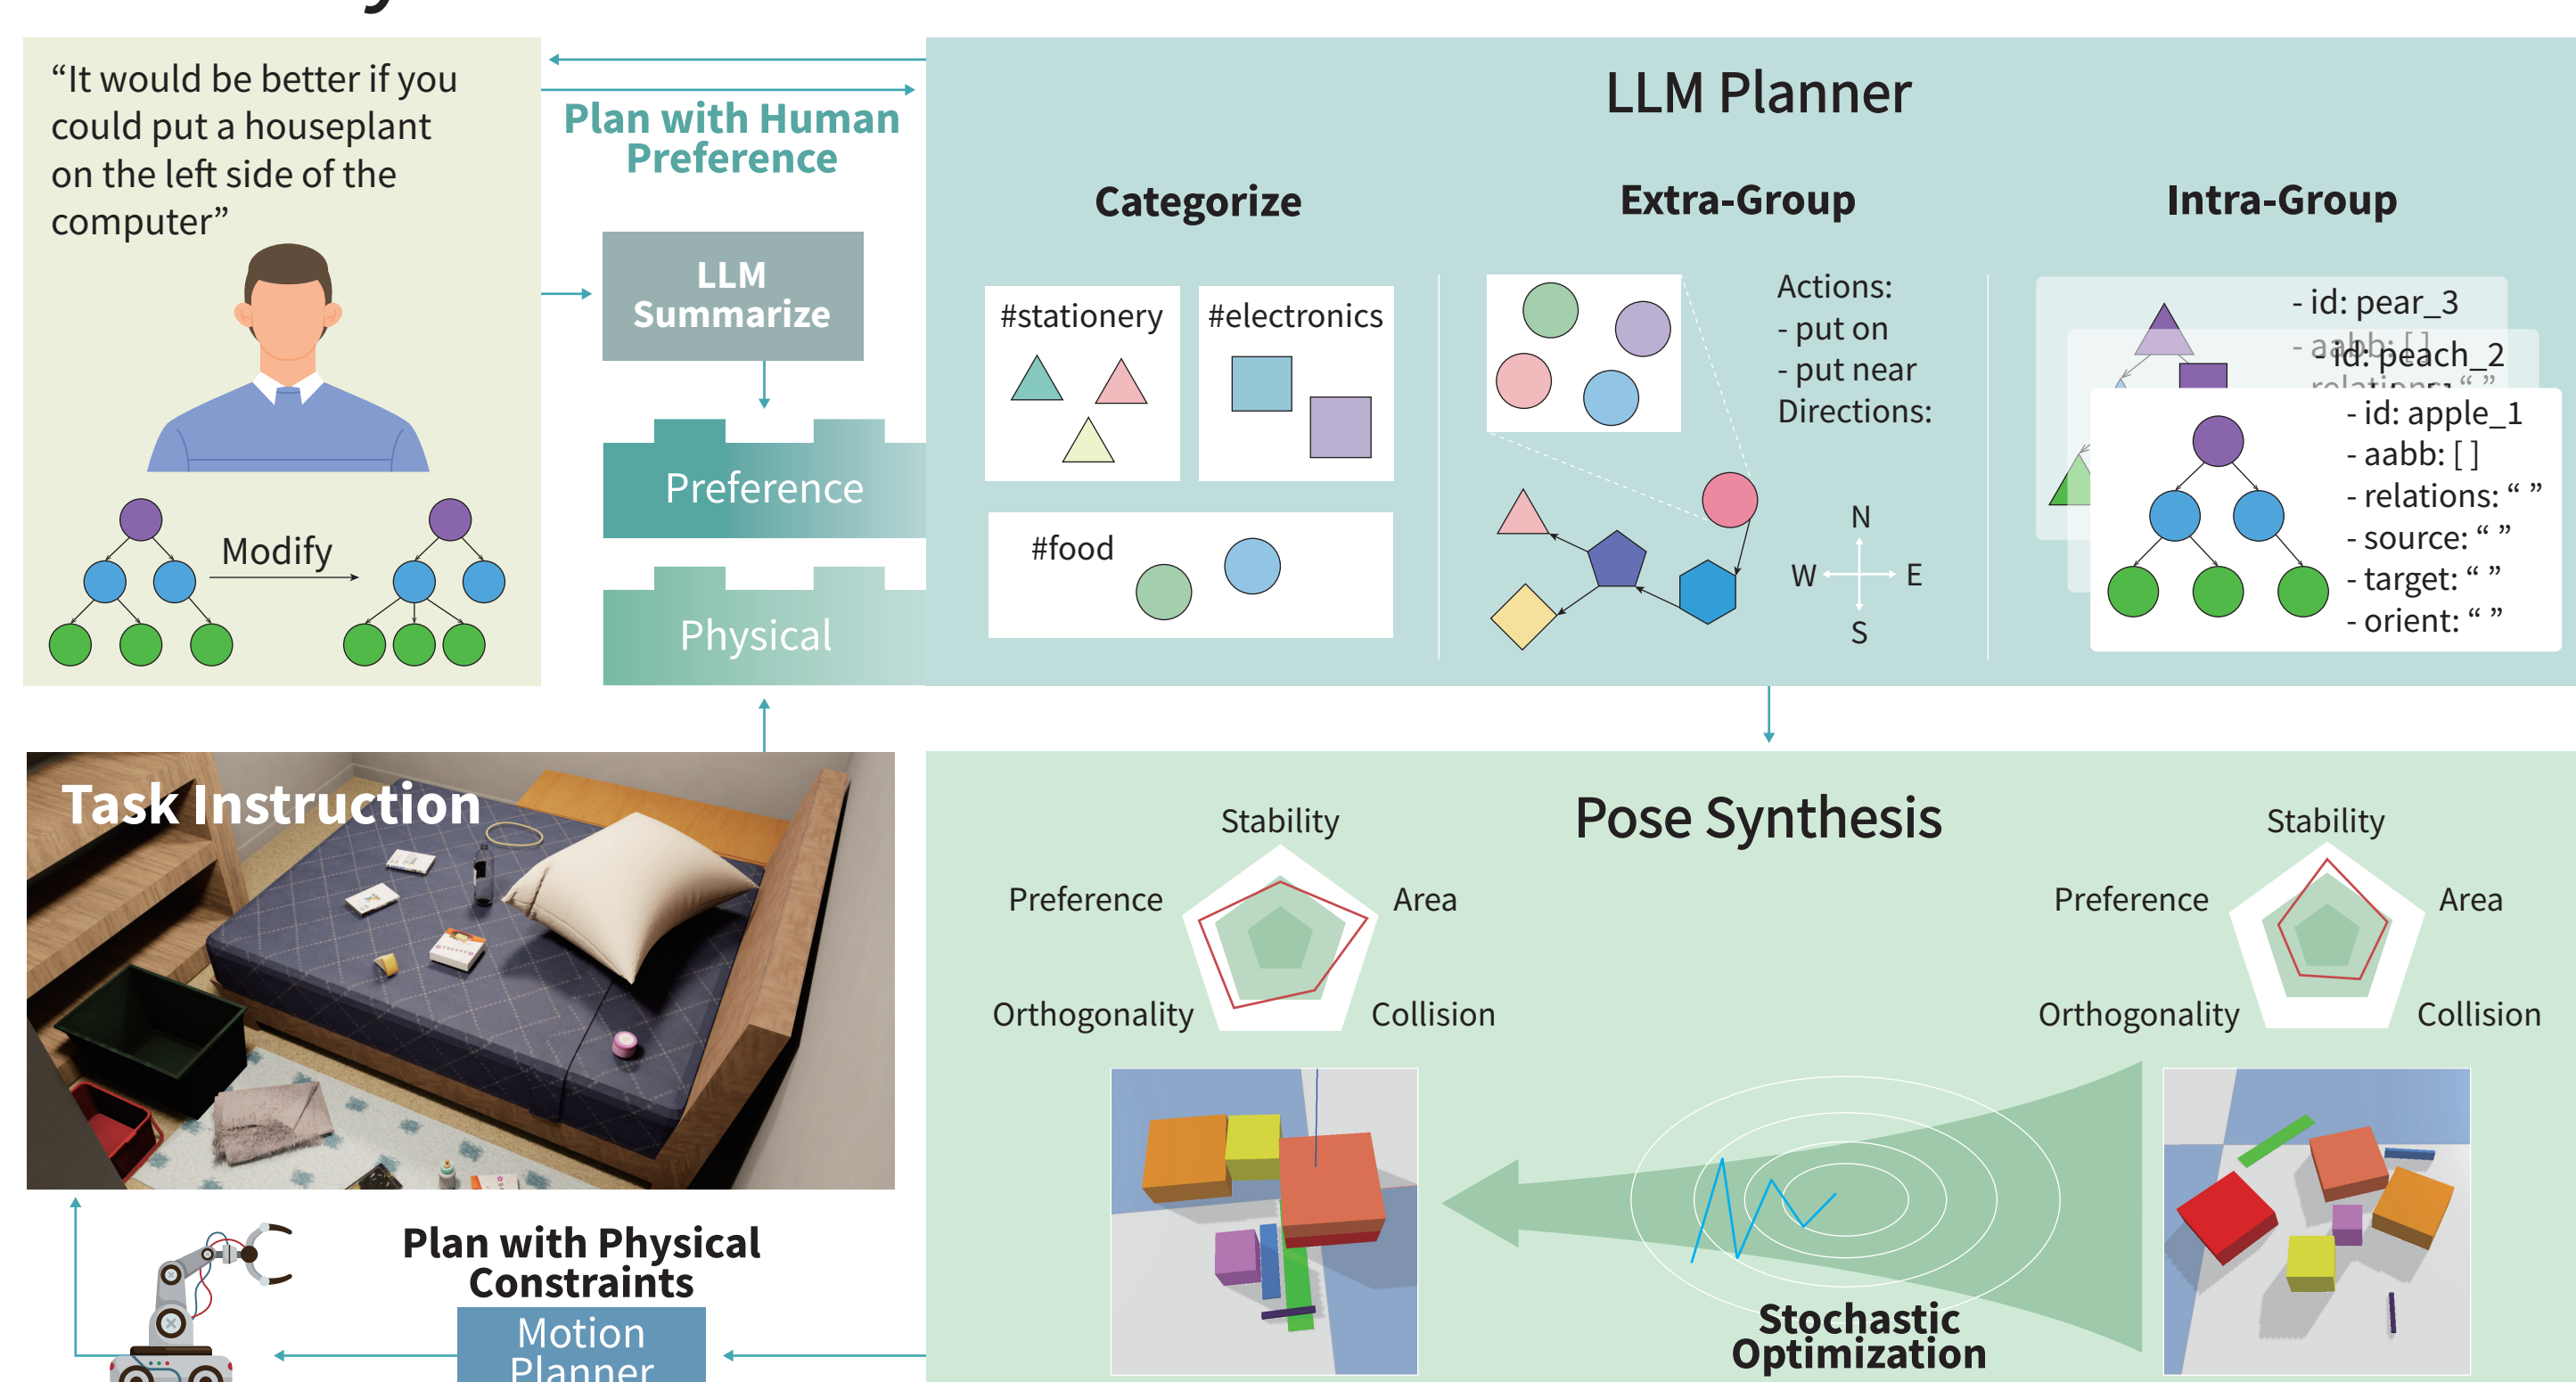 “It would be better if you
could put a houseplant
on the left side of the
computer”
Modify
Plan with Human
Preference
LLM
Summarize
Preference
Physical
LLM Planner
Categorize
#stationery
#electronics
#food
Extra-Group
Actions:
- put on
- put near
Directions:
N
W
E
S
Intra-Group
- id: pear_3
- aabb: [ ]
relations: “ ”
- id: peach_2
- id: apple_1
- aabb: [ ]
- relations: “ ”
- source: “ ”
- target: “ ”
- orient: “ ”
Task Instruction
Plan with Physical
Constraints
Motion
Planner
Pose Synthesis
Stability
Preference
Area
Orthogonality
Collision
Stability
Preference
Area
Orthogonality
Collision
Stochastic
Optimization